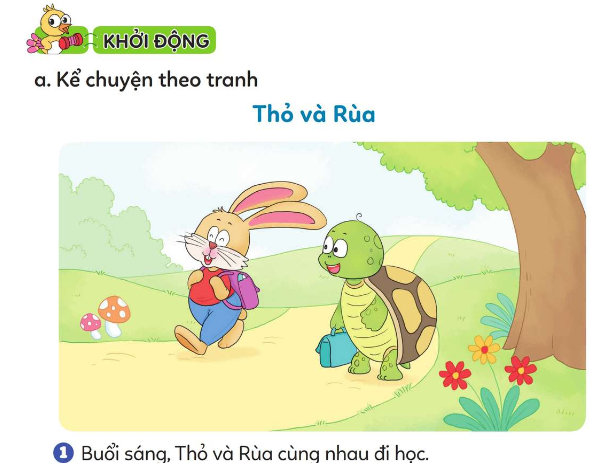 KHỞI ĐỘNG
a. Kể chuyện theo tranh
Thỏ và Rùa
1 Buổi sáng, Thỏ và Rùa cùng nhau đi học.